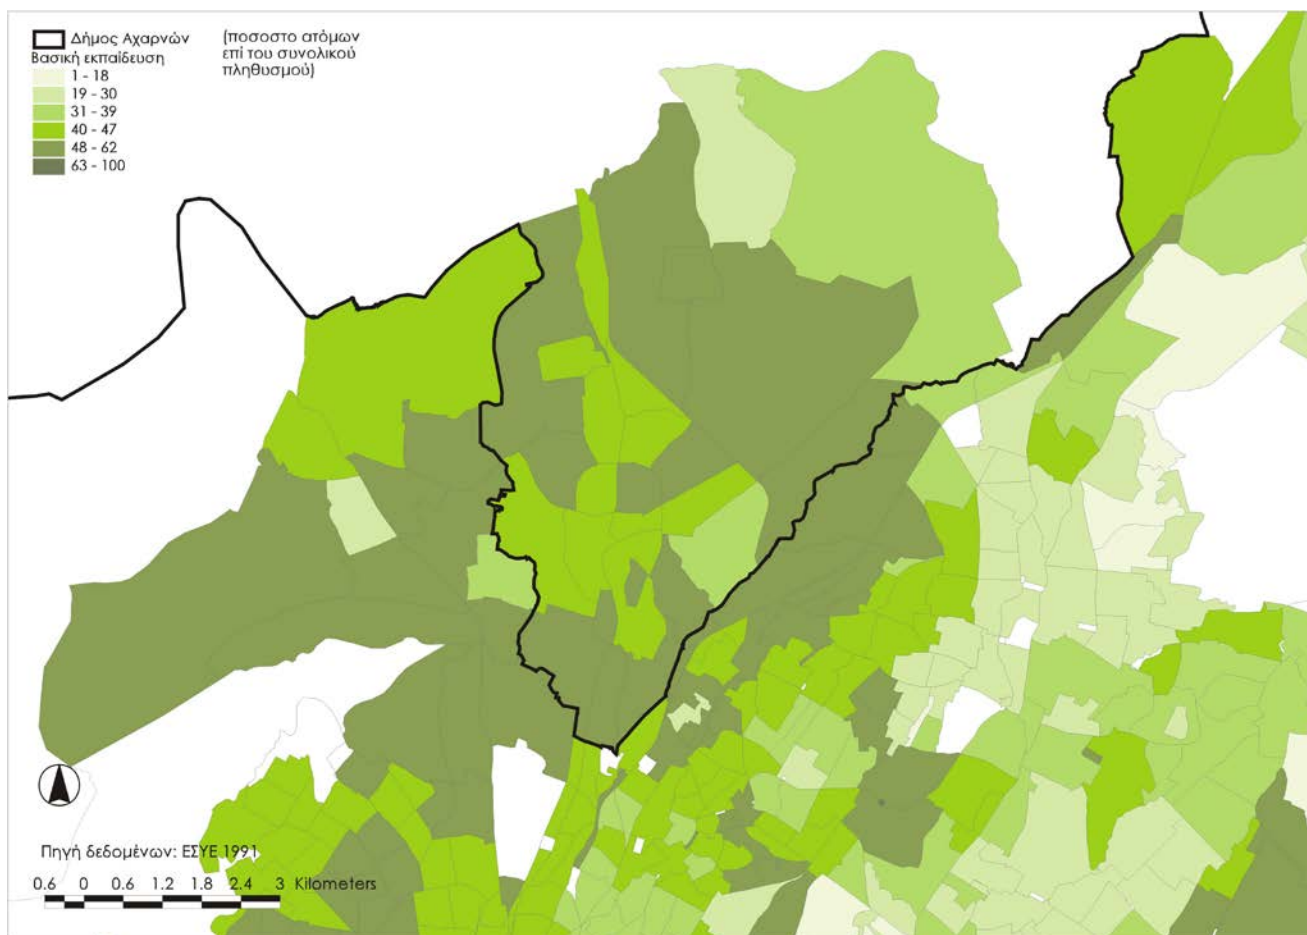 Δήμος Αχαρνών
(ποσοστο ατόμων
επί του συνολικού
πληθυσμού)
Βασική εκπαίδευση
1 - 18
19 - 30
31 - 39
40 - 47
48 - 62
63 - 100
Πηγή δεδομένων: ΕΣΥΕ 1991
0.6 0 0.6 1.2 1.8 2.4 3 Kilometers